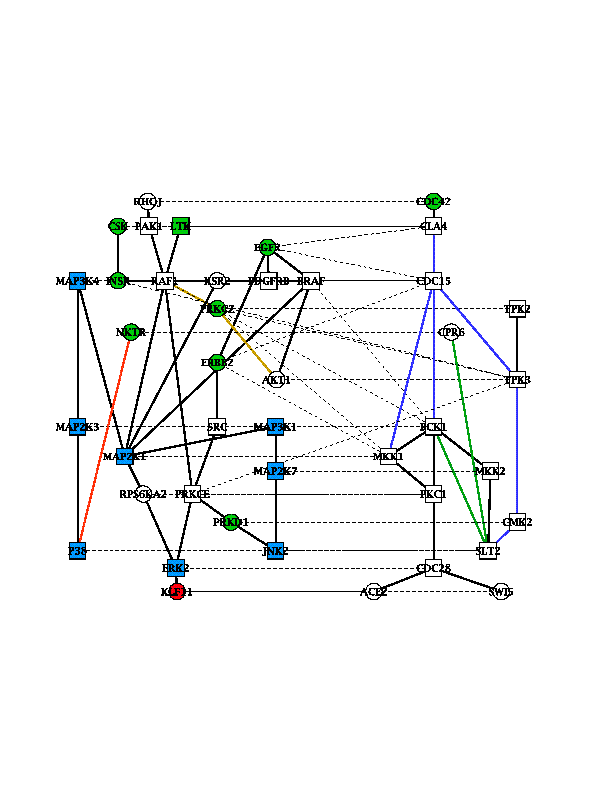 RHOJ CDC42
CSK PAK1 LTK CLA4
EGFR
MAP3K4 INSR RAF1 KSR2 PDGFRB BRAF CDC15
PRKCZ TPK2
NKTR CPR6
ERBB2
AKT1 TPK3
MAP2K3 SRC MAP3K1 BCK1
MAP2K1 MKK1
MAP2K7 MKK2
RPS6KA2 PRKCE PKC1
PRKD1 CMK2
P38 JNK2 SLT2
ERK2 CDC28
KLF11 ACE2 SWI5